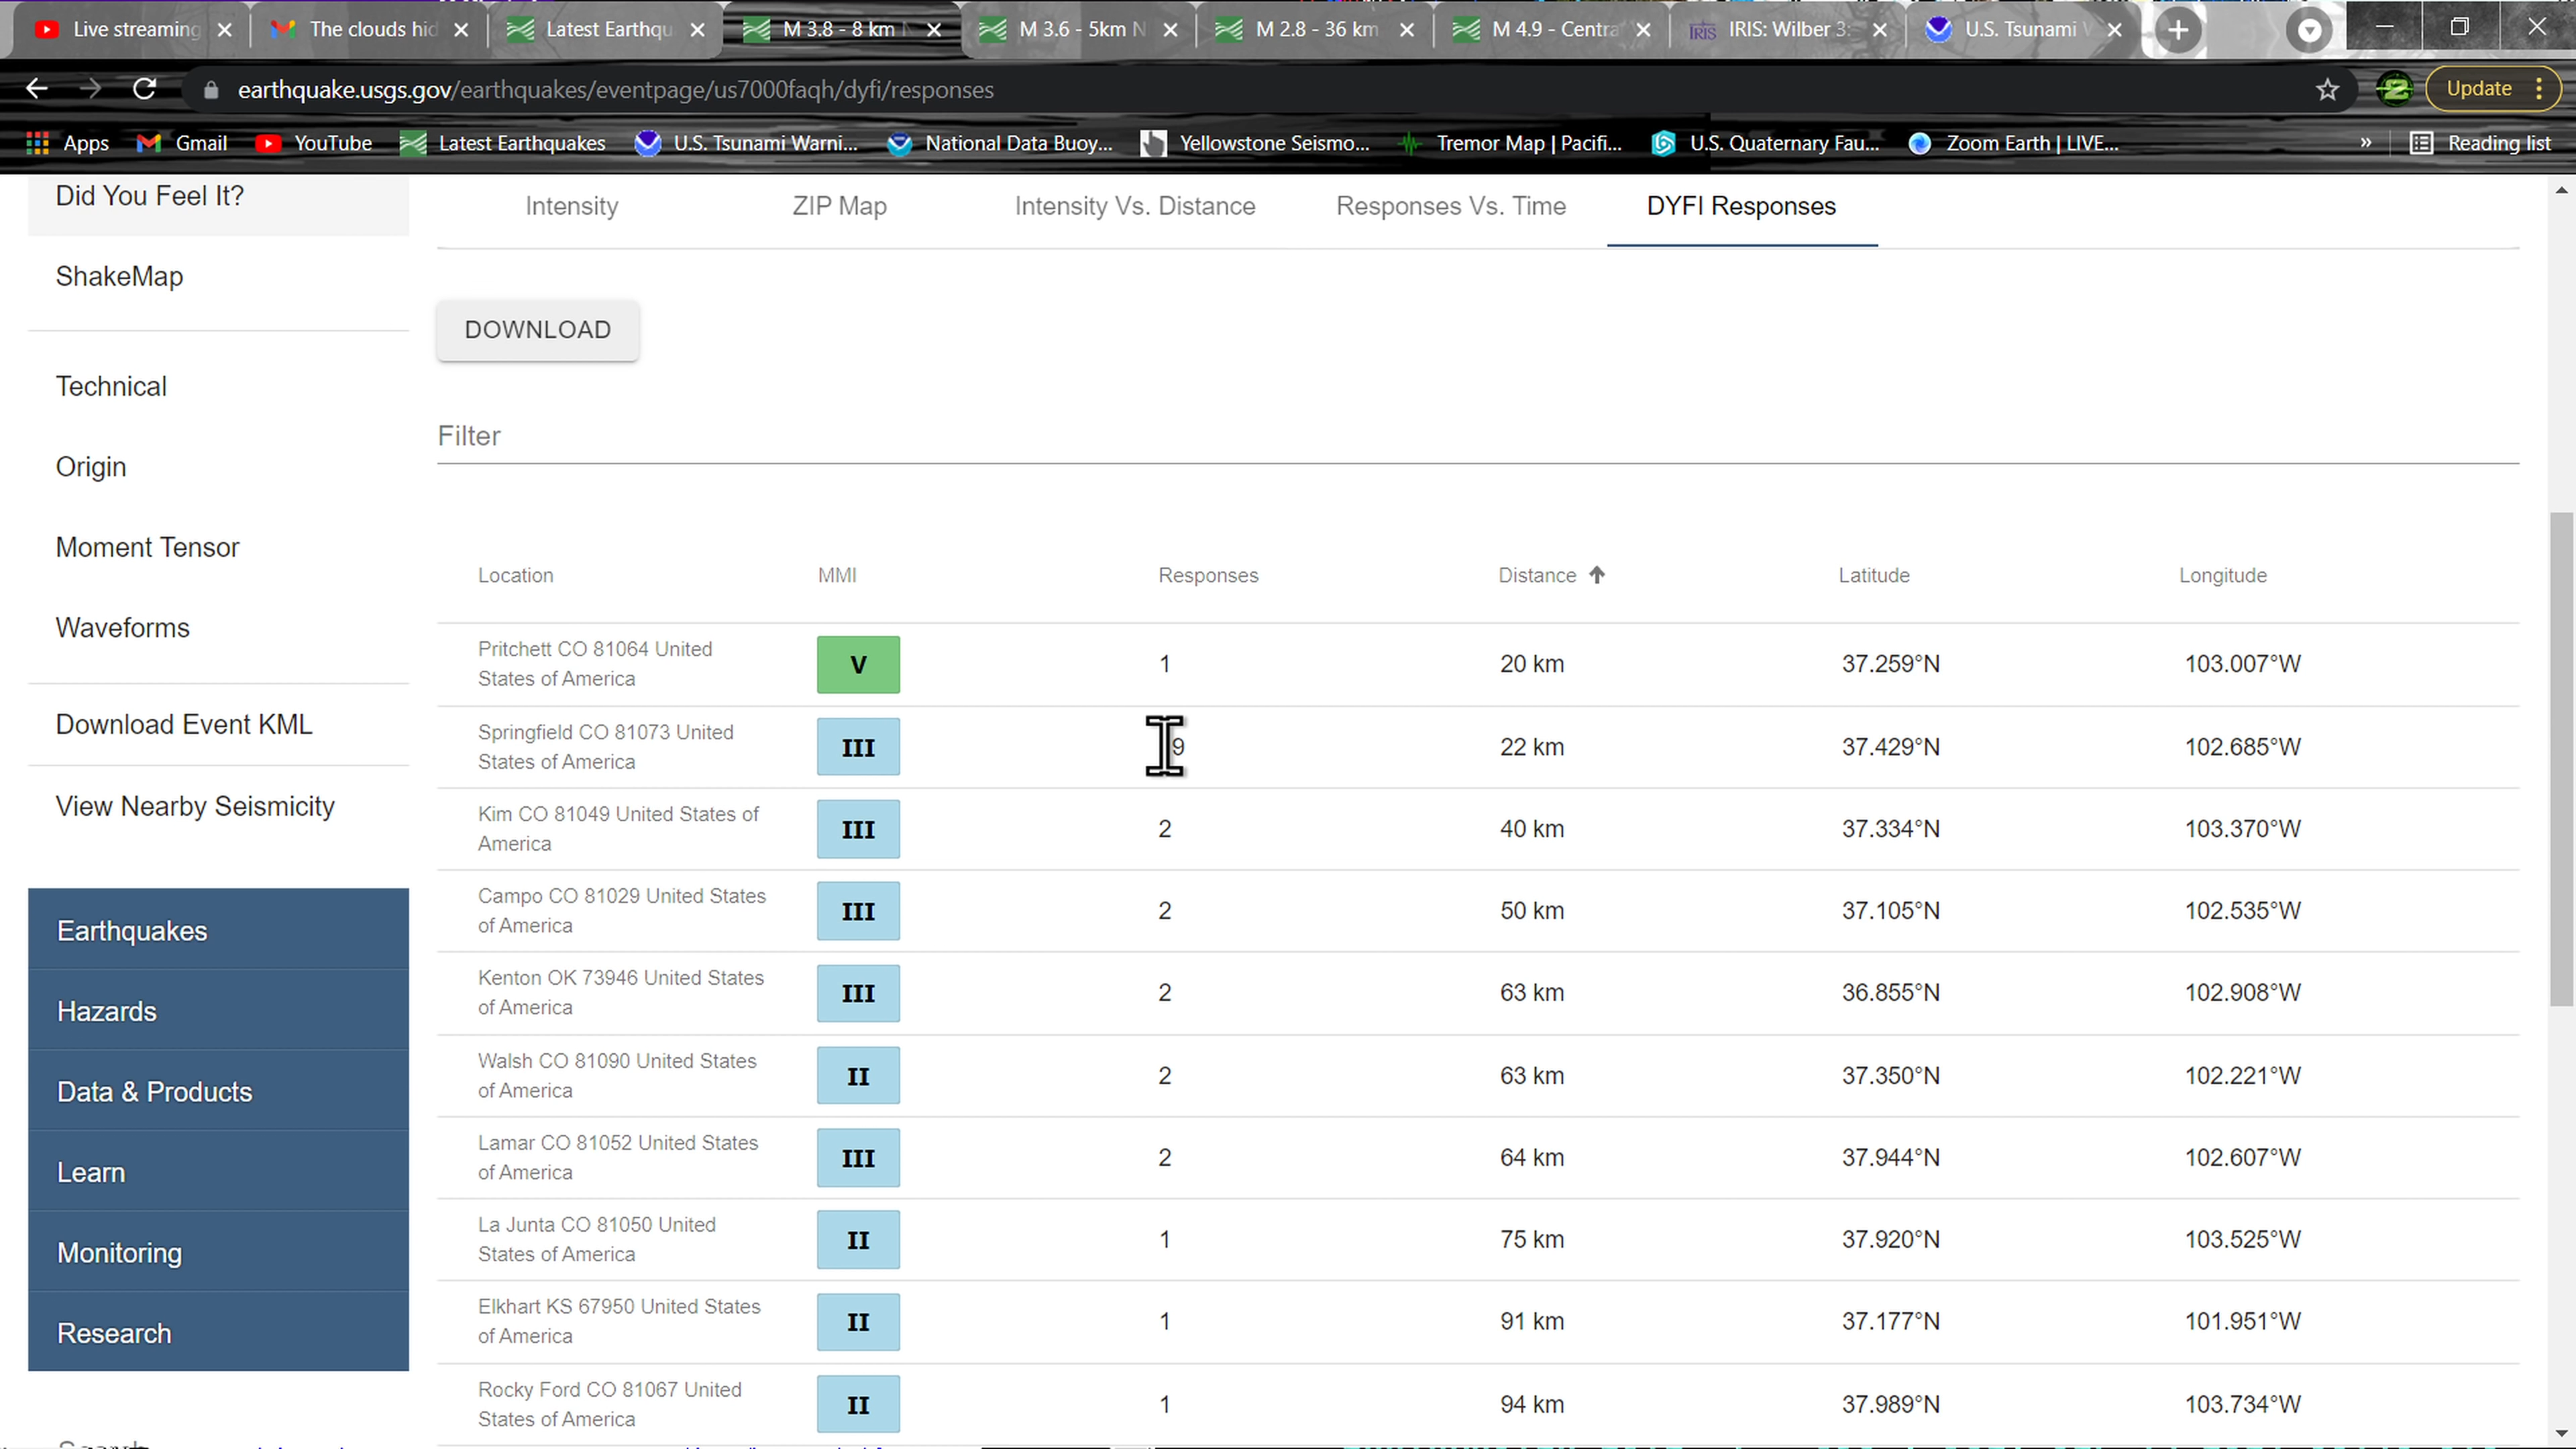 Live streaming
The clouds hid
Latest Earthqu
M 3.8 - 8 km
M 3.6 - 5km N
M 2.8 - 36 km
M 4.9 - Centra
IRIS: Wilber 3:
U.S. Tsunami
earthquake.usgs.gov/earthquakes/eventpage/us7000faqh/dyfi/responses
Update
Apps
Gmail
YouTube
Latest Earthquakes
U.S. Tsunami Warni...
National Data Buoy...
Yellowstone Seismo...
Tremor Map | Pacifi...
U.S. Quaternary Fau...
Zoom Earth | LIVE...
»
Reading list
Did You Feel It?
ShakeMap
Technical
Origin
Moment Tensor
Waveforms
Download Event KML
View Nearby Seismicity
Earthquakes
Hazards
Data & Products
Learn
Monitoring
Research
Intensity
ZIP Map
Intensity Vs. Distance
Responses Vs. Time
DYFI Responses
DOWNLOAD
Filter
Location MMI Responses Distance Latitude Longitude
Pritchett CO 81064 United
States of America
V 1 20 km 37.259°N 103.007°W
Springfield CO 81073 United
States of America
III 9 22 km 37.429°N 102.685°W
Kim CO 81049 United States of
America
III 2 40 km 37.334°N 103.370°W
Campo CO 81029 United States
of America
III 2 50 km 37.105°N 102.535°W
Kenton OK 73946 United States
of America
III 2 63 km 36.855°N 102.908°W
Walsh CO 81090 United States
of America
II 2 63 km 37.350°N 102.221°W
Lamar CO 81052 United States
of America
III 2 64 km 37.944°N 102.607°W
La Junta CO 81050 United
States of America
II 1 75 km 37.920°N 103.525°W
Elkhart KS 67950 United States
of America
II 1 91 km 37.177°N 101.951°W
Rocky Ford CO 81067 United
States of America
II 1 94 km 37.989°N 103.734°W